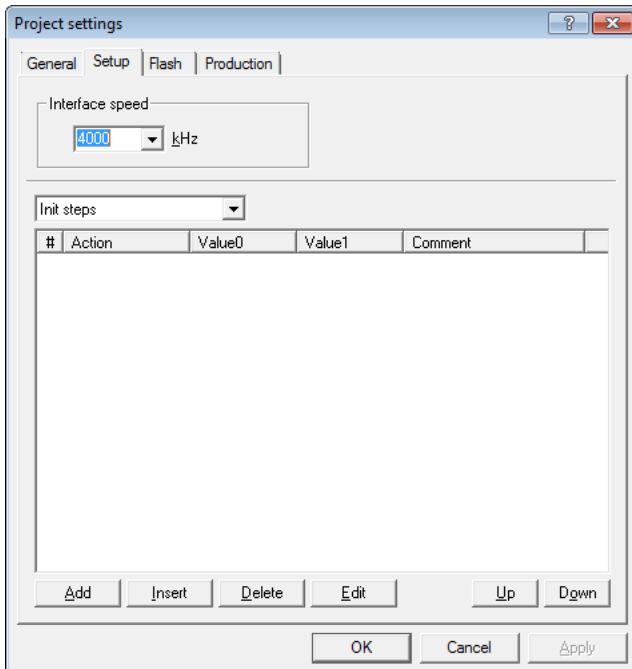 Project settings
General Setup Flash Production
Interface speed
4000 kHz
Init steps
# Action Value0 Value1 Comment
Add Insert Delete Edit Up Down
OK Cancel Apply